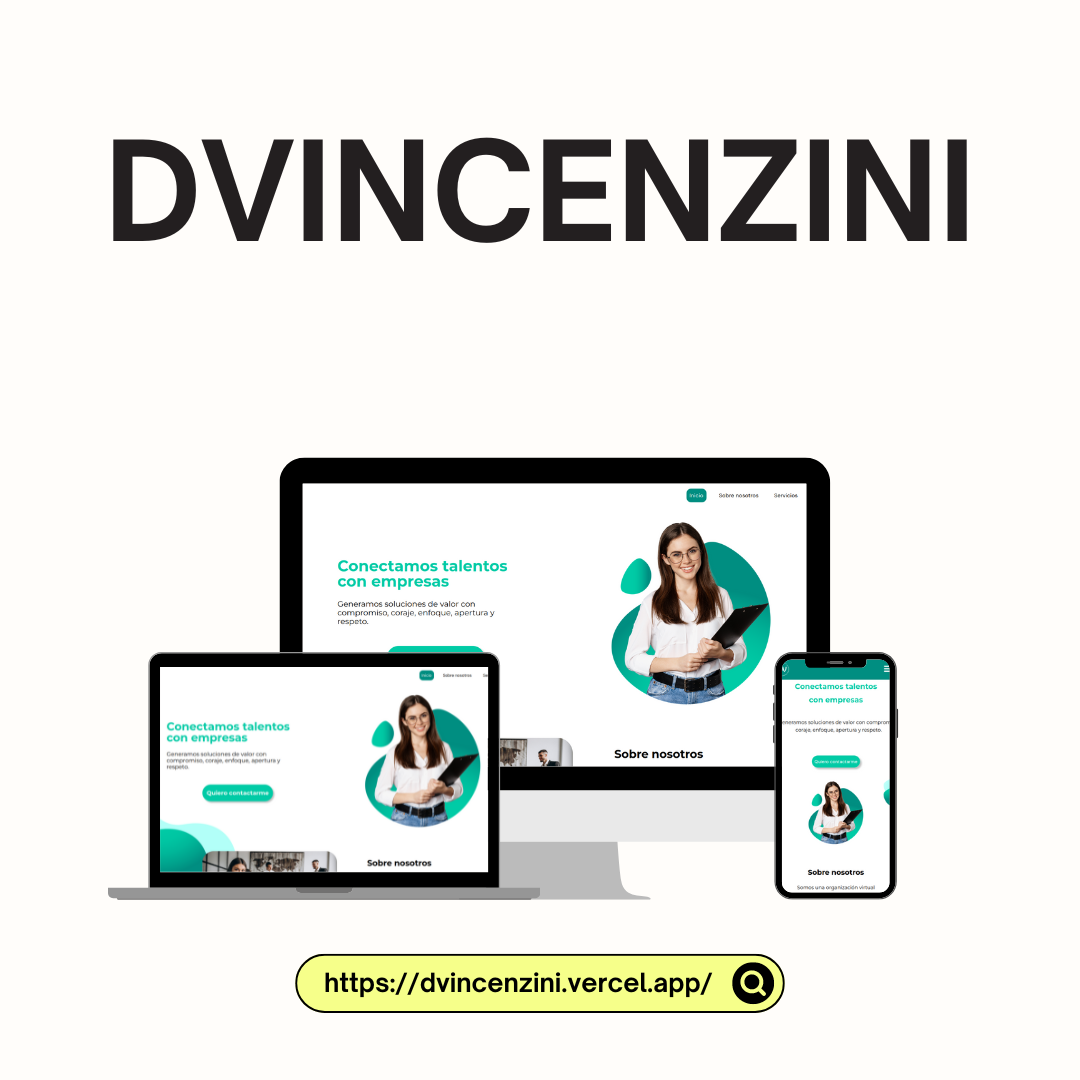 DVINCENZINI
Inicio
Sobre nosotros
Servicios
Conectamos talentos
con empresas
Generamos soluciones de valor con
compromiso, coraje, enfoque, apertura y
respeto.
Sobre nosotros
Inicio
Sobre nosotros
Conectamos talentos
con empresas
Generamos soluciones de valor con
compromiso, coraje, enfoque, apertura y
respeto.
Quiero contactarme
Sobre nosotros
Conectamos talentos
con empresas
soluciones de valor con
coraje, enfoque, apertura y respeto.
Quiero contactarme
Sobre nosotros
Somos una organización virtual
https://dvincenzini.vercel.app/